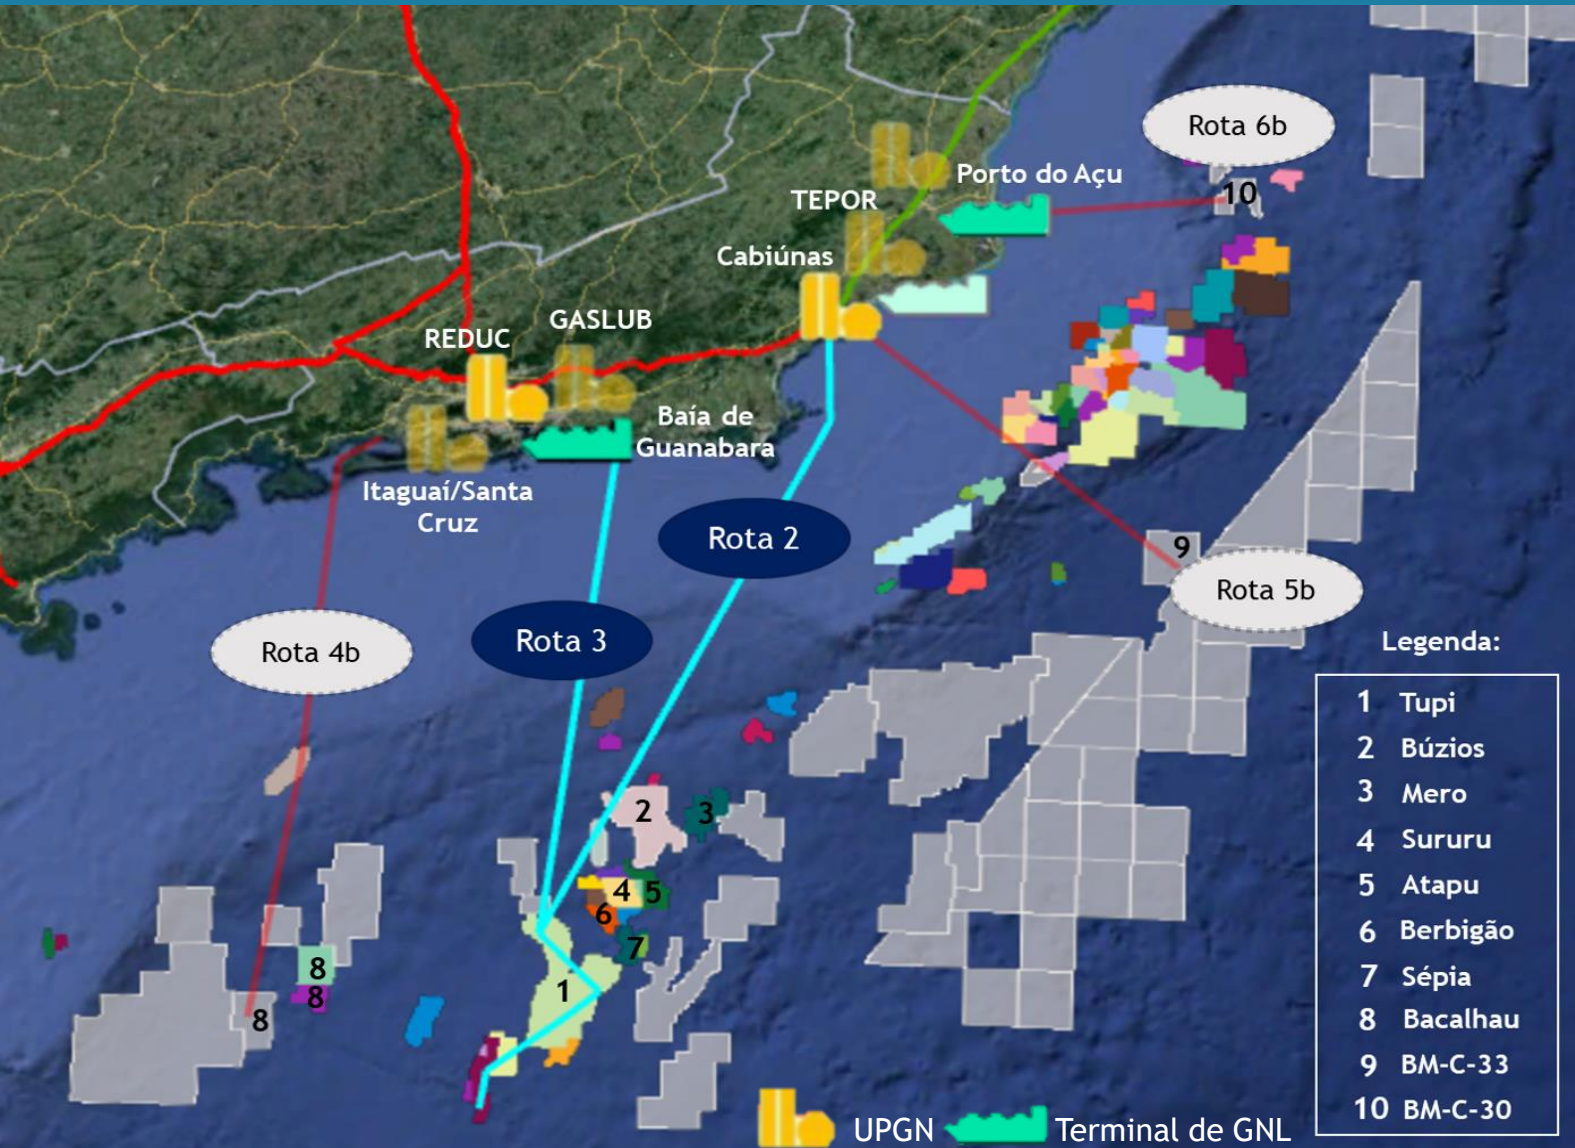 Rota 6b
Porto do Açu
10
TEPOR
Cabiúnas
GASLUB
REDUC
Baía de
Guanabara
Itaguaí/Santa
Cruz
Rota 2
9
Rota 5b
Rota 3
Rota 4b
2
3
4
5
6
7
8
8
1
8
Legenda:
1 Tupi
2 Búzios
3 Mero
4 Sururu
5 Atapu
6 Berbigão
7 Sépia
8 Bacalhau
9 BM-C-33
10 BM-C-30
UPGN
Terminal de GNL